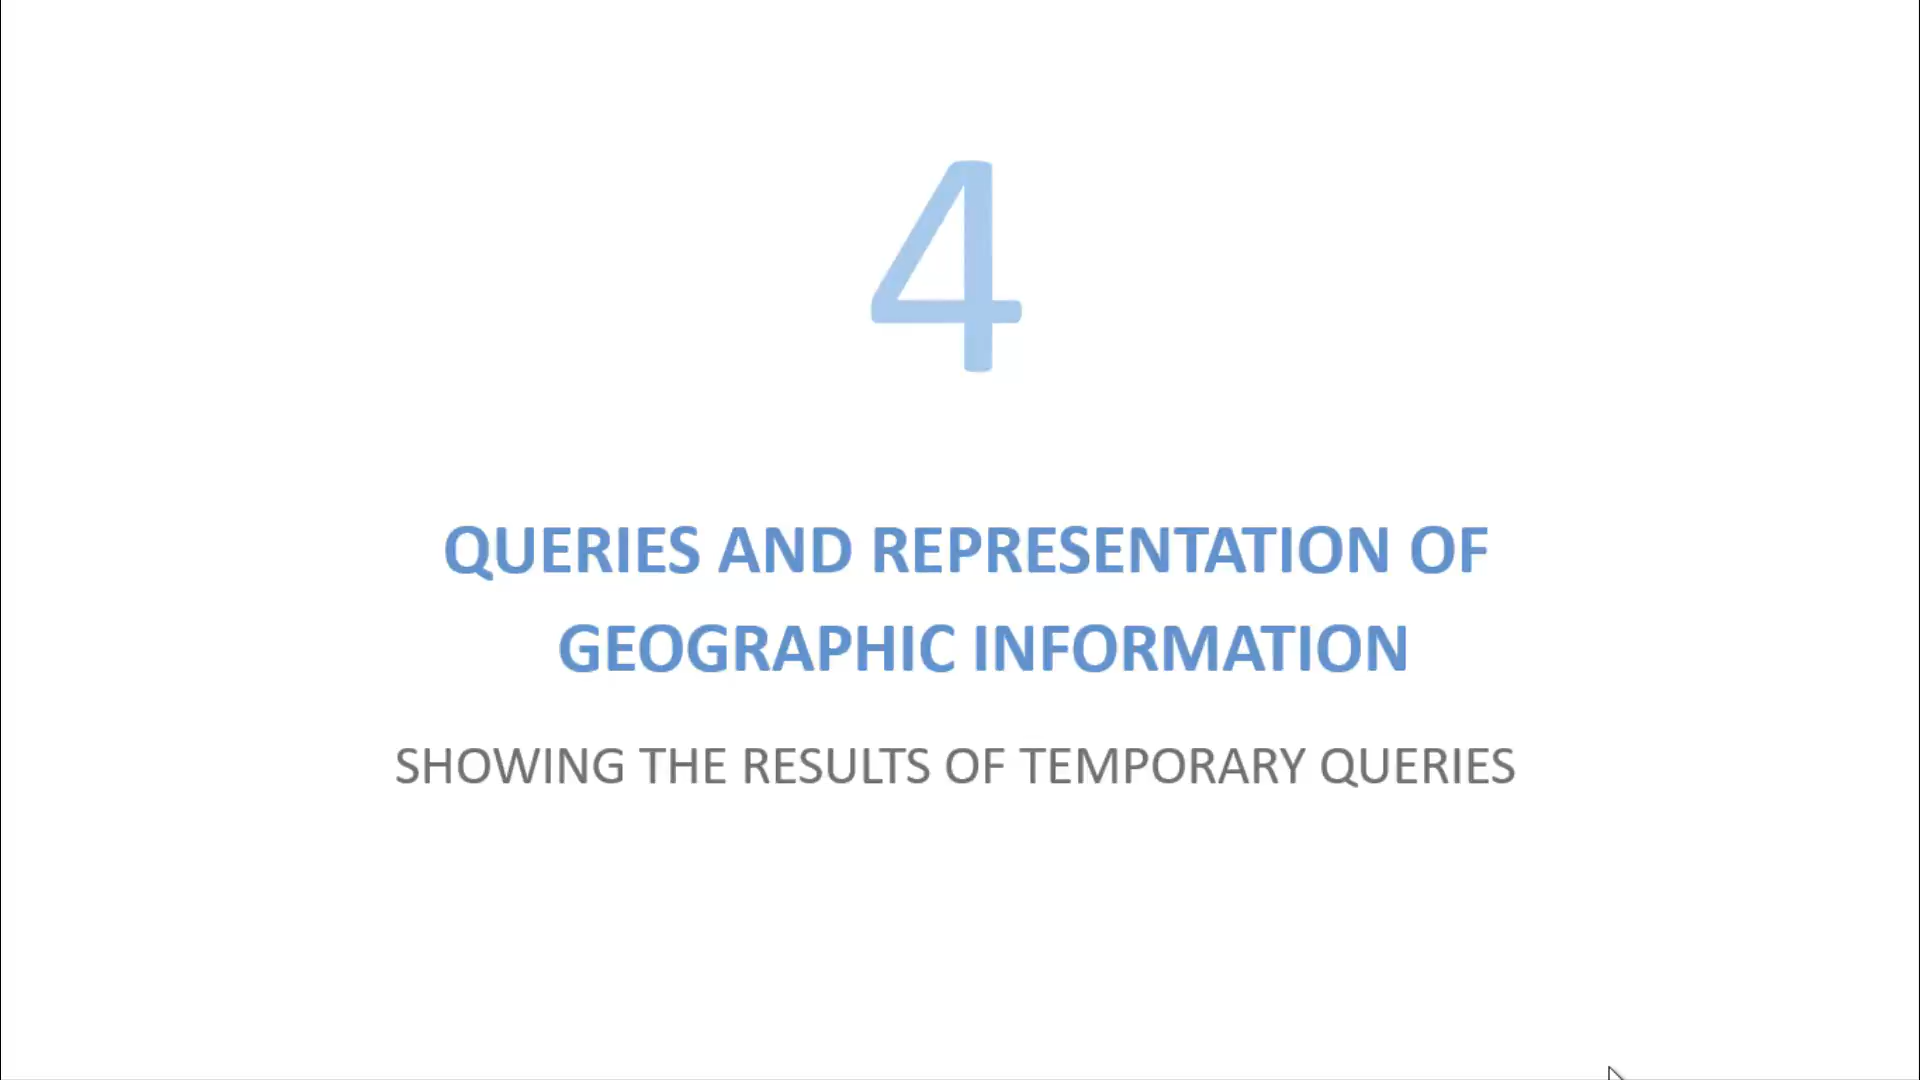 4
QUERIES AND REPRESENTATION OF
GEOGRAPHIC INFORMATION
SHOWING THE RESULTS OF TEMPORARY QUERIES